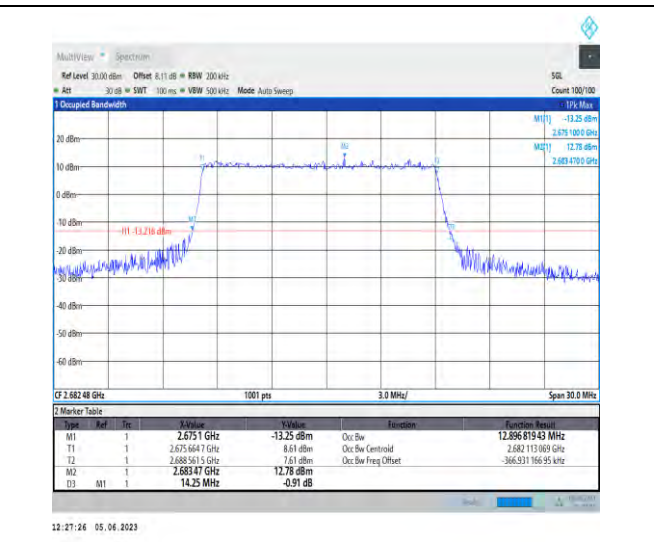 MultiView Spectrum
Ref Level 30.00 dBm Offset 8.11 dB RBW 200 kHz SGL
Att 30 dB SWT 100 ms VBW 500 kHz Mode Auto Sweep Count 100/100
1 Occupied Bandwidth 1Pk Max
M1[1] -13.25 dBm
2.6751000 GHz
M2[1] 12.78 dBm
2.6834700 GHz
20 dBm
M2
T1 T2
10 dBm
0 dBm
-10 dBm M1
H1 -13.218 dBm D3
-20 dBm
-30 dBm
-40 dBm
-50 dBm
-60 dBm
CF 2.682 48 GHz 1001 pts 3.0 MHz/ Span 30.0 MHz
2 Marker Table
Type Ref Trc X-Value Y-Value Function Function Result
M1 1 2.6751 GHz -13.25 dBm Occ Bw 12.896 819 43 MHz
T1 1 2.675 664 7 GHz 8.61 dBm Occ Bw Centroid 2.682 113 069 GHz
T2 1 2.688 561 5 GHz 7.61 dBm Occ Bw Freq Offset -366.931 166 95 kHz
M2 1 2.683 47 GHz 12.78 dBm
D3 M1 1 14.25 MHz -0.91 dB
12:27:26 05.06.2023